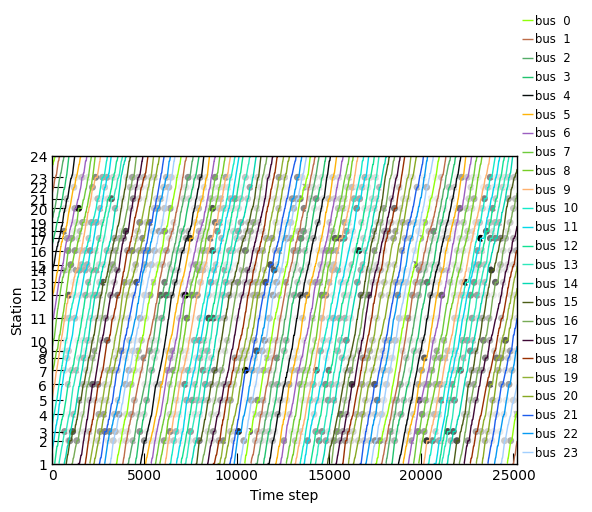 bus 0
bus 1
bus 2
bus 3
bus 4
bus 5
bus 6
bus 7
bus 8
bus 9
bus 10
bus 11
bus 12
bus 13
bus 14
bus 15
bus 16
bus 17
bus 18
bus 19
bus 20
bus 21
bus 22
bus 23
24
23
22
21
20
19
18
17
16
15
14
13
12
11
10
9
8
7
6
5
4
3
2
1
Station
0 5000 10000 15000 20000 25000
Time step